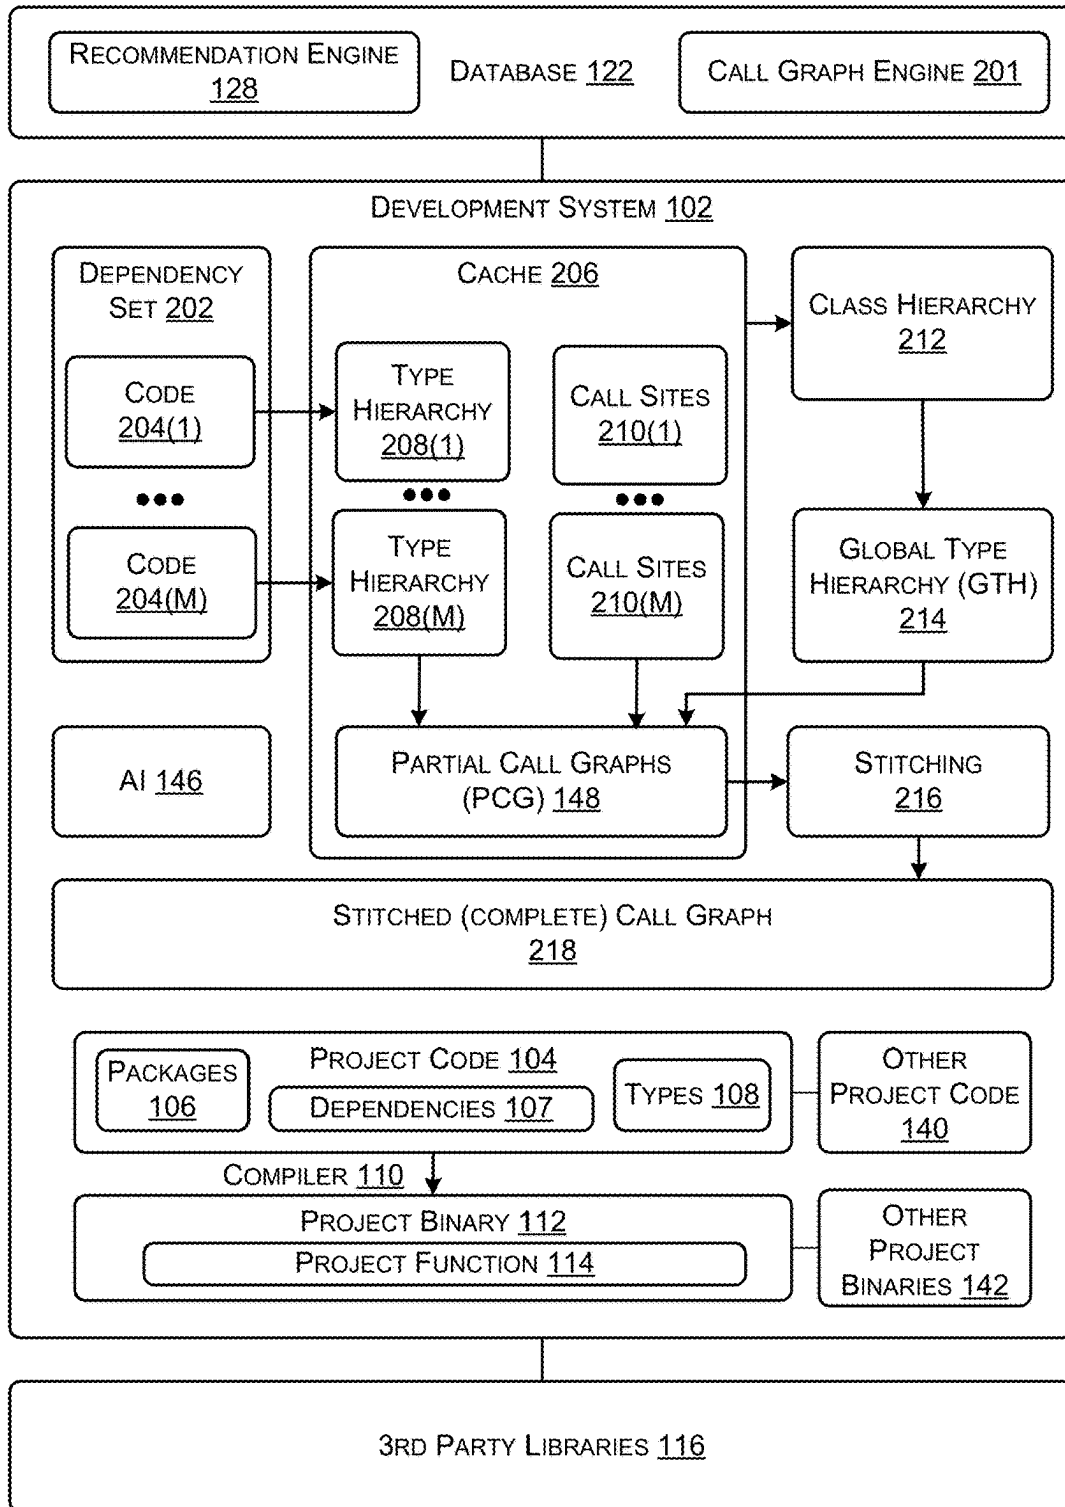 RECOMMENDATION ENGINE
128
DATABASE 122
CALL GRAPH ENGINE 201
DEVELOPMENT SYSTEM 102
DEPENDENCY
SET 202
CODE
204(1)
CODE
204(M)
CACHE 206
TYPE
HIERARCHY
208(1)
CALL SITES
210(1)
TYPE
HIERARCHY
208(M)
CALL SITES
210(M)
CLASS HIERARCHY
212
GLOBAL TYPE
HIERARCHY (GTH)
214
AI 146
PARTIAL CALL GRAPHS
(PCG) 148
STITCHING
216
STITCHED (COMPLETE) CALL GRAPH
218
PROJECT CODE 104
PACKAGES
106
DEPENDENCIES 107
TYPES 108
OTHER
PROJECT CODE
140
COMPILER 110
PROJECT BINARY 112
PROJECT FUNCTION 114
OTHER
PROJECT
BINARIES 142
3RD PARTY LIBRARIES 116